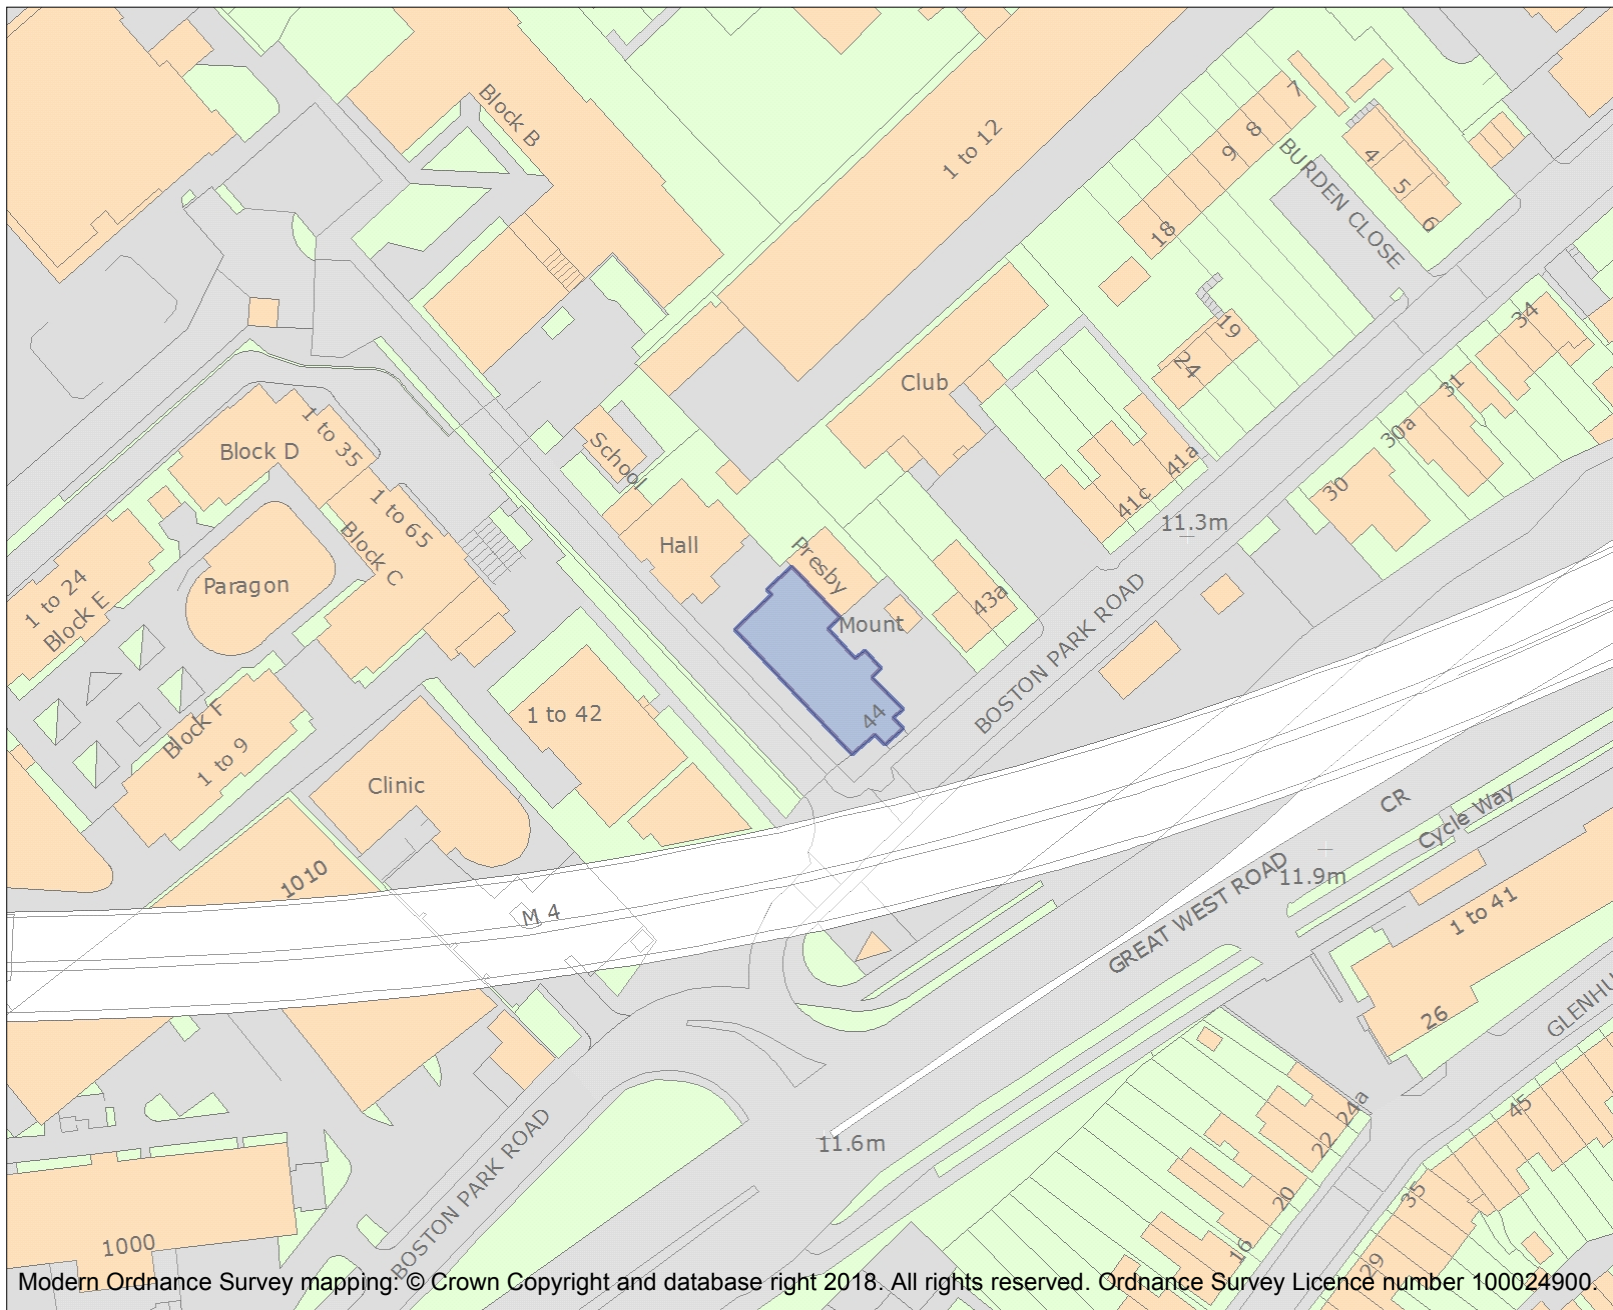 Block B
1 to 12
7
8
9
18
BURDEN CLOSE
4
5
6
19
24
34
31
30a
30
Club
41a
41c
11.3m
School
Hall
Presby
Mount
43a
44
BOSTON PARK ROAD
Block D
1 to 35
1 to 65
Block C
Paragon
1 to 24
Block E
Block F
1 to 9
1 to 42
Clinic
1010
M 4
CR
Cycle Way
GREAT WEST ROAD
11.9m
1 to 41
26
GLENHU
11.6m
BOSTON PARK ROAD
1000
24a
22
20
16
45
35
29
Modern Ordnance Survey mapping: © Crown Copyright and database right 2018. All rights reserved. Ordnance Survey Licence number 100024900.